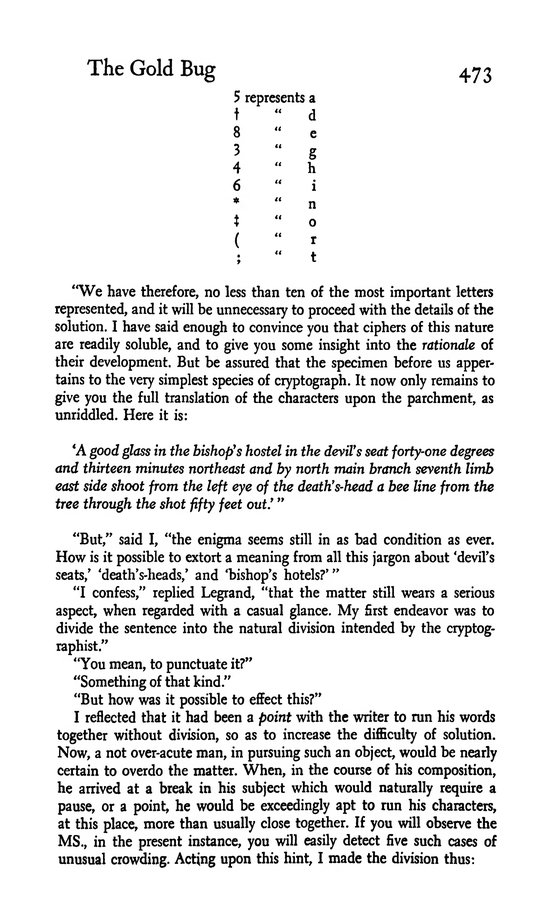 The Gold Bug
473
5 represents a
† “ d
8 “ e
3 “ g
4 “ h
6 “ i
* “ n
‡ “ o
( “ r
; “ t
“We have therefore, no less than ten of the most important letters
represented, and it will be unnecessary to proceed with the details of the
solution. I have said enough to convince you that ciphers of this nature
are readily soluble, and to give you some insight into the rationale of
their development. But be assured that the specimen before us apper-
tains to the very simplest species of cryptograph. It now only remains to
give you the full translation of the characters upon the parchment, as
unriddled. Here it is:
‘A good glass in the bishop’s hostel in the devil’s seat forty-one degrees
and thirteen minutes northeast and by north main branch seventh limb
east side shoot from the left eye of the death’s-head a bee line from the
tree through the shot fifty feet out.’ ”
“But,” said I, “the enigma seems still in as bad condition as ever.
How is it possible to extort a meaning from all this jargon about ‘devil’s
seats,’ ‘death’s-heads,’ and ‘bishop’s hotels?’ ”
“I confess,” replied Legrand, “that the matter still wears a serious
aspect, when regarded with a casual glance. My first endeavor was to
divide the sentence into the natural division intended by the cryptog-
raphist.”
“You mean, to punctuate it?”
“Something of that kind.”
“But how was it possible to effect this?”
I reflected that it had been a point with the writer to run his words
together without division, so as to increase the difficulty of solution.
Now, a not over-acute man, in pursuing such an object, would be nearly
certain to overdo the matter. When, in the course of his composition,
he arrived at a break in his subject which would naturally require a
pause, or a point, he would be exceedingly apt to run his characters,
at this place, more than usually close together. If you will observe the
MS., in the present instance, you will easily detect five such cases of
unusual crowding. Acting upon this hint, I made the division thus: